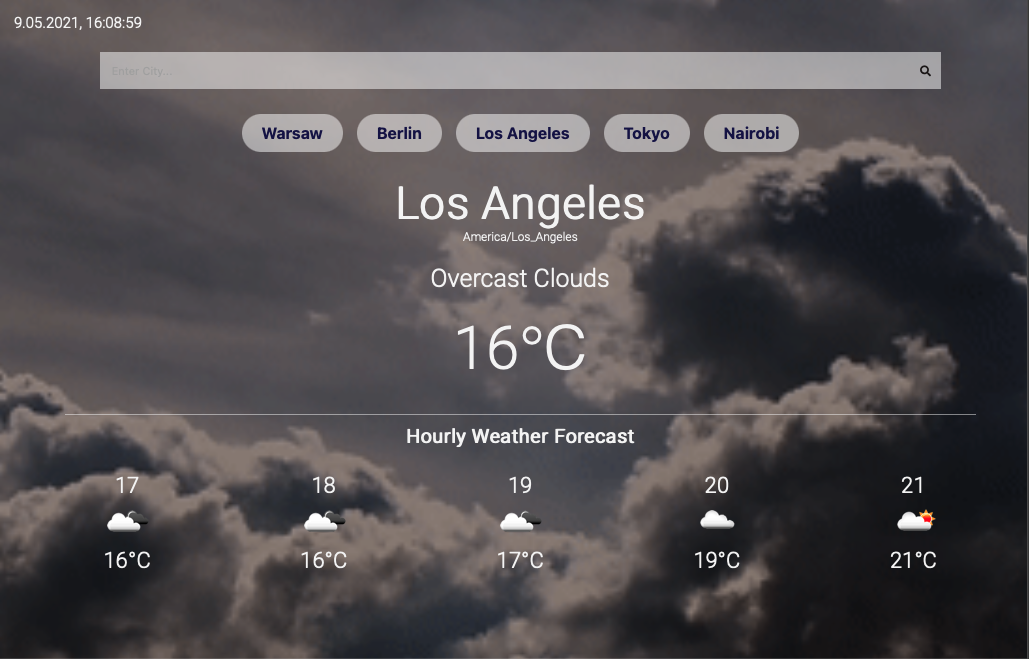 9.05.2021, 16:08:59
Enter City...
Warsaw Berlin Los Angeles Tokyo Nairobi
Los Angeles
America/Los_Angeles
Overcast Clouds
16°C
Hourly Weather Forecast
17 18 19 20 21
16°C 16°C 17°C 19°C 21°C